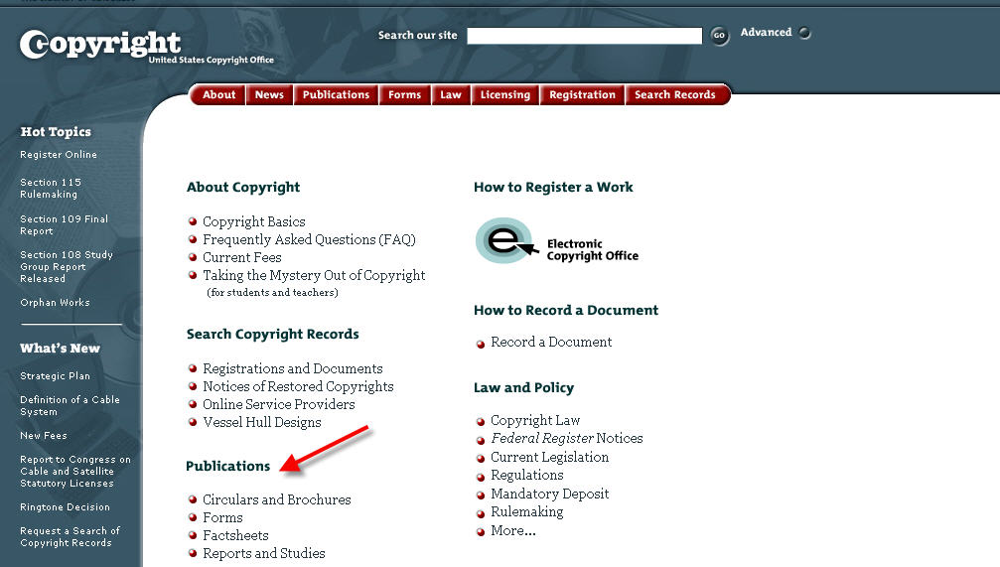 Copyright
United States Copyright Office
Search our site
GO
Advanced
About
News
Publications
Forms
Law
Licensing
Registration
Search Records
Hot Topics
Register Online
Section 115
Rulemaking
Section 109 Final
Report
Section 108 Study
Group Report
Released
Orphan Works
What's New
Strategic Plan
Definition of a Cable
System
New Fees
Report to Congress on
Cable and Satellite
Statutory Licenses
Ringtone Decision
Request a Search of
Copyright Records
About Copyright
Copyright Basics
Frequently Asked Questions (FAQ)
Current Fees
Taking the Mystery Out of Copyright
(for students and teachers)
Search Copyright Records
Registrations and Documents
Notices of Restored Copyrights
Online Service Providers
Vessel Hull Designs
Publications
Circulars and Brochures
Forms
Factsheets
Reports and Studies
How to Register a Work
e
Electronic
Copyright Office
How to Record a Document
Record a Document
Law and Policy
Copyright Law
Federal Register Notices
Current Legislation
Regulations
Mandatory Deposit
Rulemaking
More...